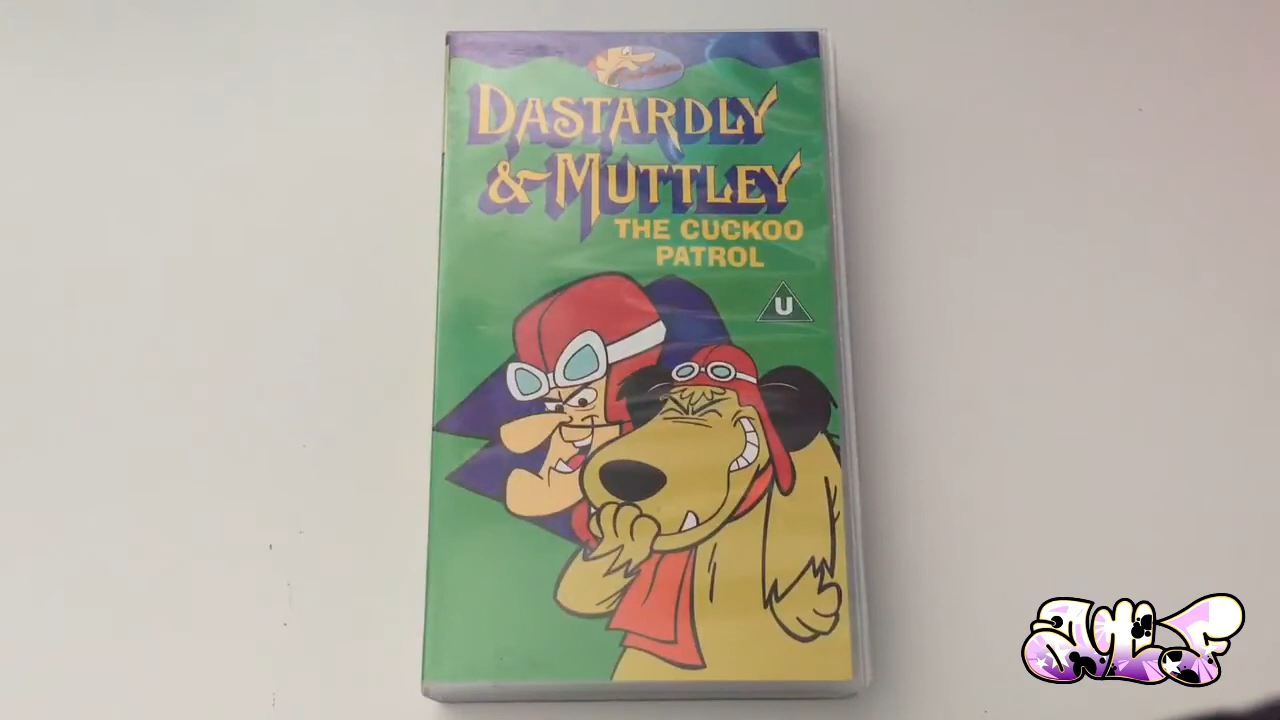 DASTARDLY
& MUTTLEY
THE CUCKOO
PATROL
U